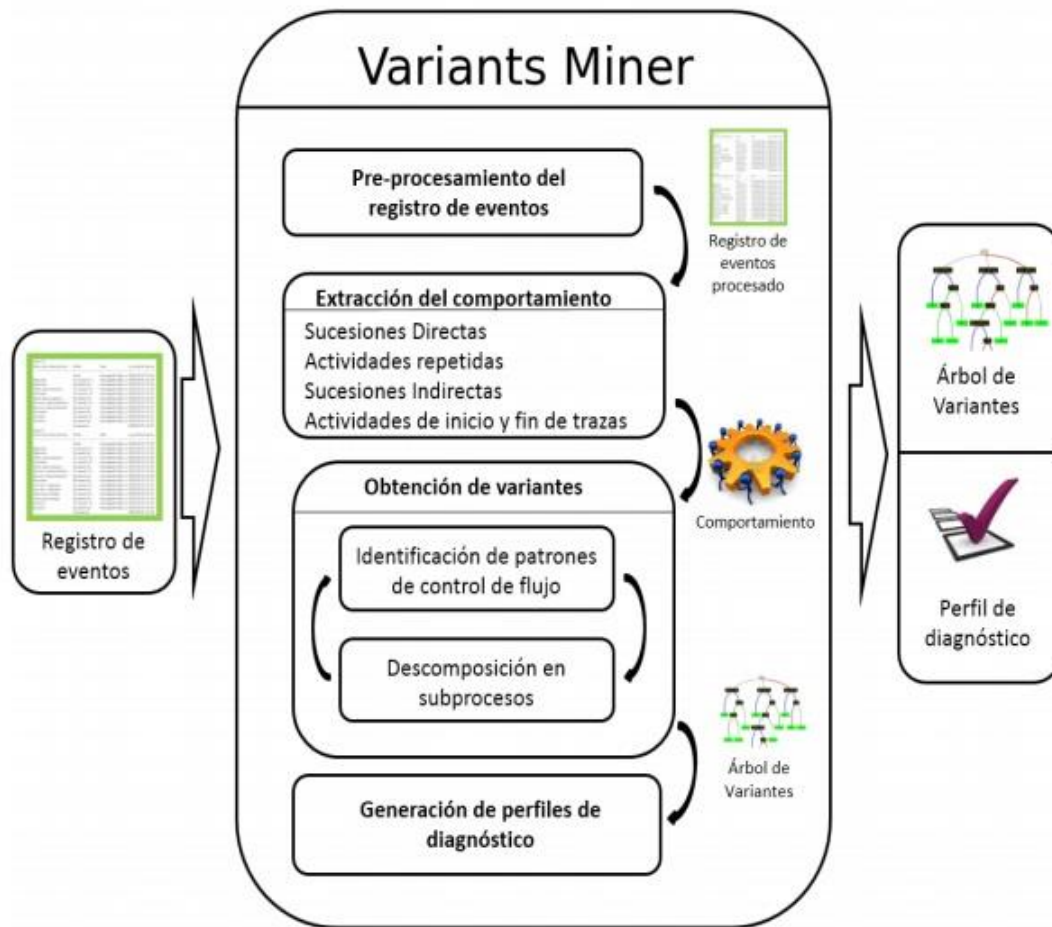 Variants Miner
Pre-procesamiento del
registro de eventos
Registro de
eventos
procesado
Extracción del comportamiento
Sucesiones Directas
Actividades repetidas
Sucesiones Indirectas
Actividades de inicio y fin de trazas
Comportamiento
Obtención de variantes
Identificación de patrones
de control de flujo
Descomposición en
subprocesos
Árbol de
Variantes
Generación de perfiles de
diagnóstico
Registro de
eventos
Árbol de
Variantes
Perfil de
diagnóstico